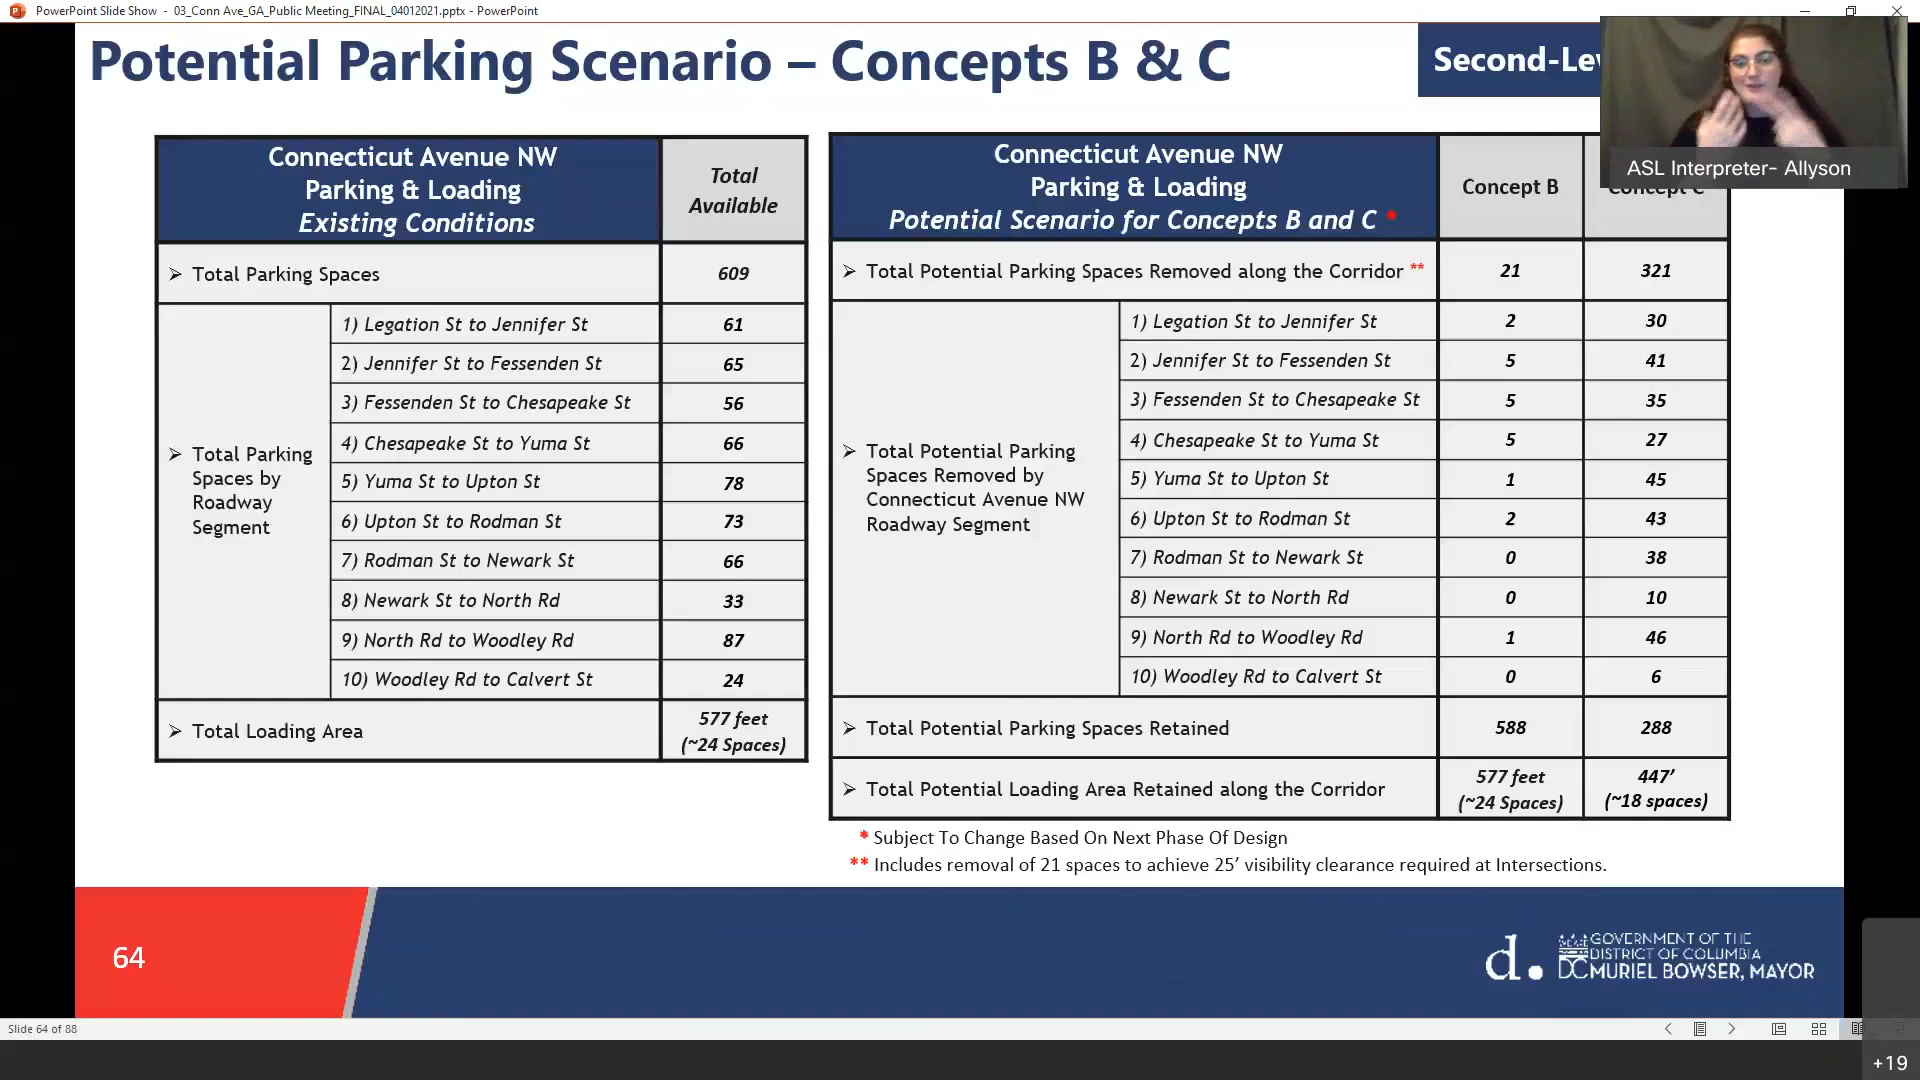 PowerPoint Slide Show - 03_Conn Ave_GA_Public Meeting_FINAL_04012021.pptx - PowerPoint
Potential Parking Scenario – Concepts B & C
Second-Lev
ASL Interpreter- Allyson
Connecticut Avenue NW
Parking & Loading
Existing Conditions
Total
Available
Total Parking Spaces 609
Total Parking
Spaces by
Roadway
Segment
1) Legation St to Jennifer St 61
2) Jennifer St to Fessenden St 65
3) Fessenden St to Chesapeake St 56
4) Chesapeake St to Yuma St 66
5) Yuma St to Upton St 78
6) Upton St to Rodman St 73
7) Rodman St to Newark St 66
8) Newark St to North Rd 33
9) North Rd to Woodley Rd 87
10) Woodley Rd to Calvert St 24
Total Loading Area 577 feet
(~24 Spaces)
Connecticut Avenue NW
Parking & Loading
Potential Scenario for Concepts B and C *
Concept B
Concept C
Total Potential Parking Spaces Removed along the Corridor ** 21 321
Total Potential Parking
Spaces Removed by
Connecticut Avenue NW
Roadway Segment
1) Legation St to Jennifer St 2 30
2) Jennifer St to Fessenden St 5 41
3) Fessenden St to Chesapeake St 5 35
4) Chesapeake St to Yuma St 5 27
5) Yuma St to Upton St 1 45
6) Upton St to Rodman St 2 43
7) Rodman St to Newark St 0 38
8) Newark St to North Rd 0 10
9) North Rd to Woodley Rd 1 46
10) Woodley Rd to Calvert St 0 6
Total Potential Parking Spaces Retained 588 288
Total Potential Loading Area Retained along the Corridor 577 feet 447’
(~24 Spaces) (~18 spaces)
* Subject To Change Based On Next Phase Of Design
** Includes removal of 21 spaces to achieve 25’ visibility clearance required at Intersections.
64
d.
GOVERNMENT OF THE
DISTRICT OF COLUMBIA
DC MURIEL BOWSER, MAYOR
Slide 64 of 88
+19